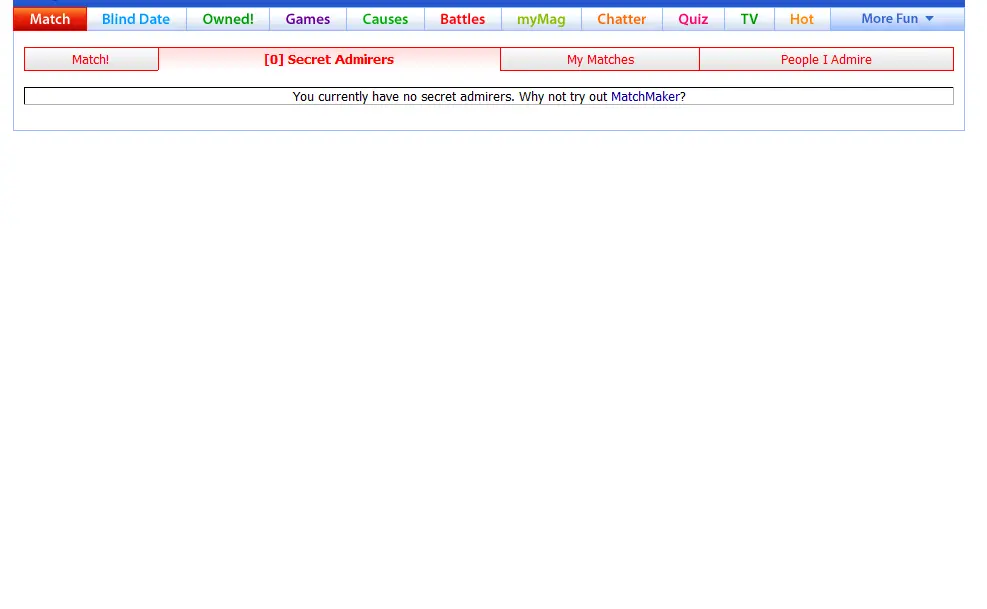 Match Blind Date Owned! Games Causes Battles myMag Chatter Quiz TV Hot More Fun
Match! [0] Secret Admirers My Matches People I Admire
You currently have no secret admirers. Why not try out MatchMaker?